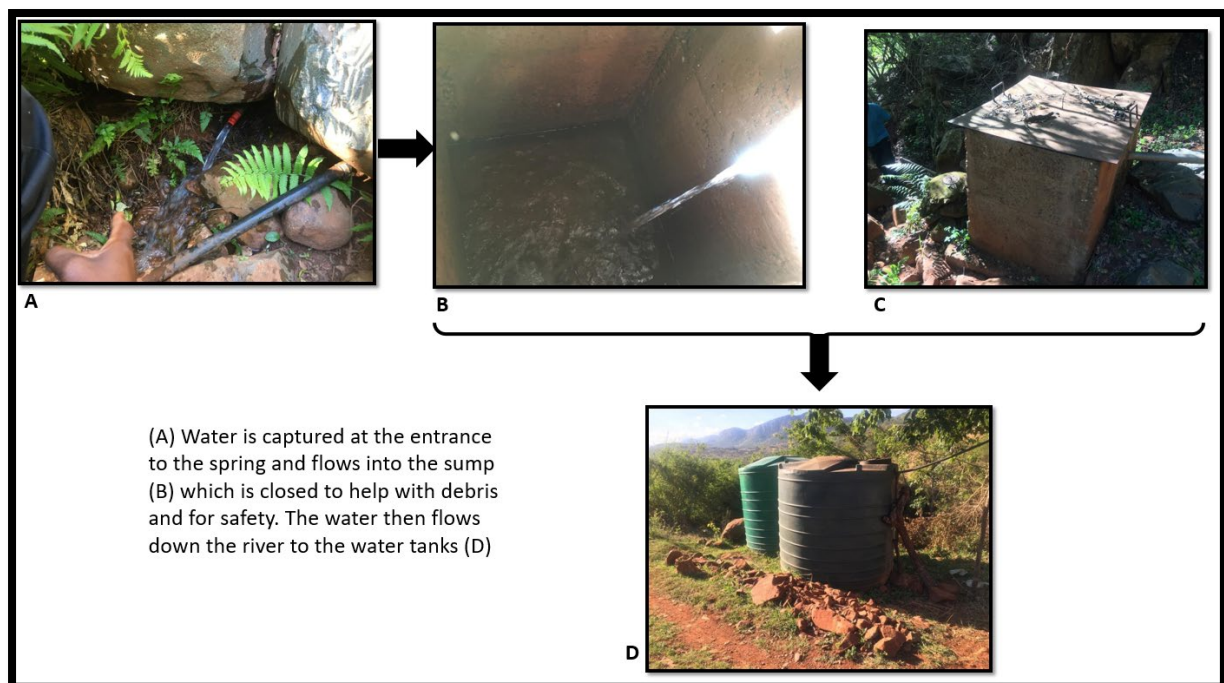 A
B
C
(A) Water is captured at the entrance
to the spring and flows into the sump
(B) which is closed to help with debris
and for safety. The water then flows
down the river to the water tanks (D)
D